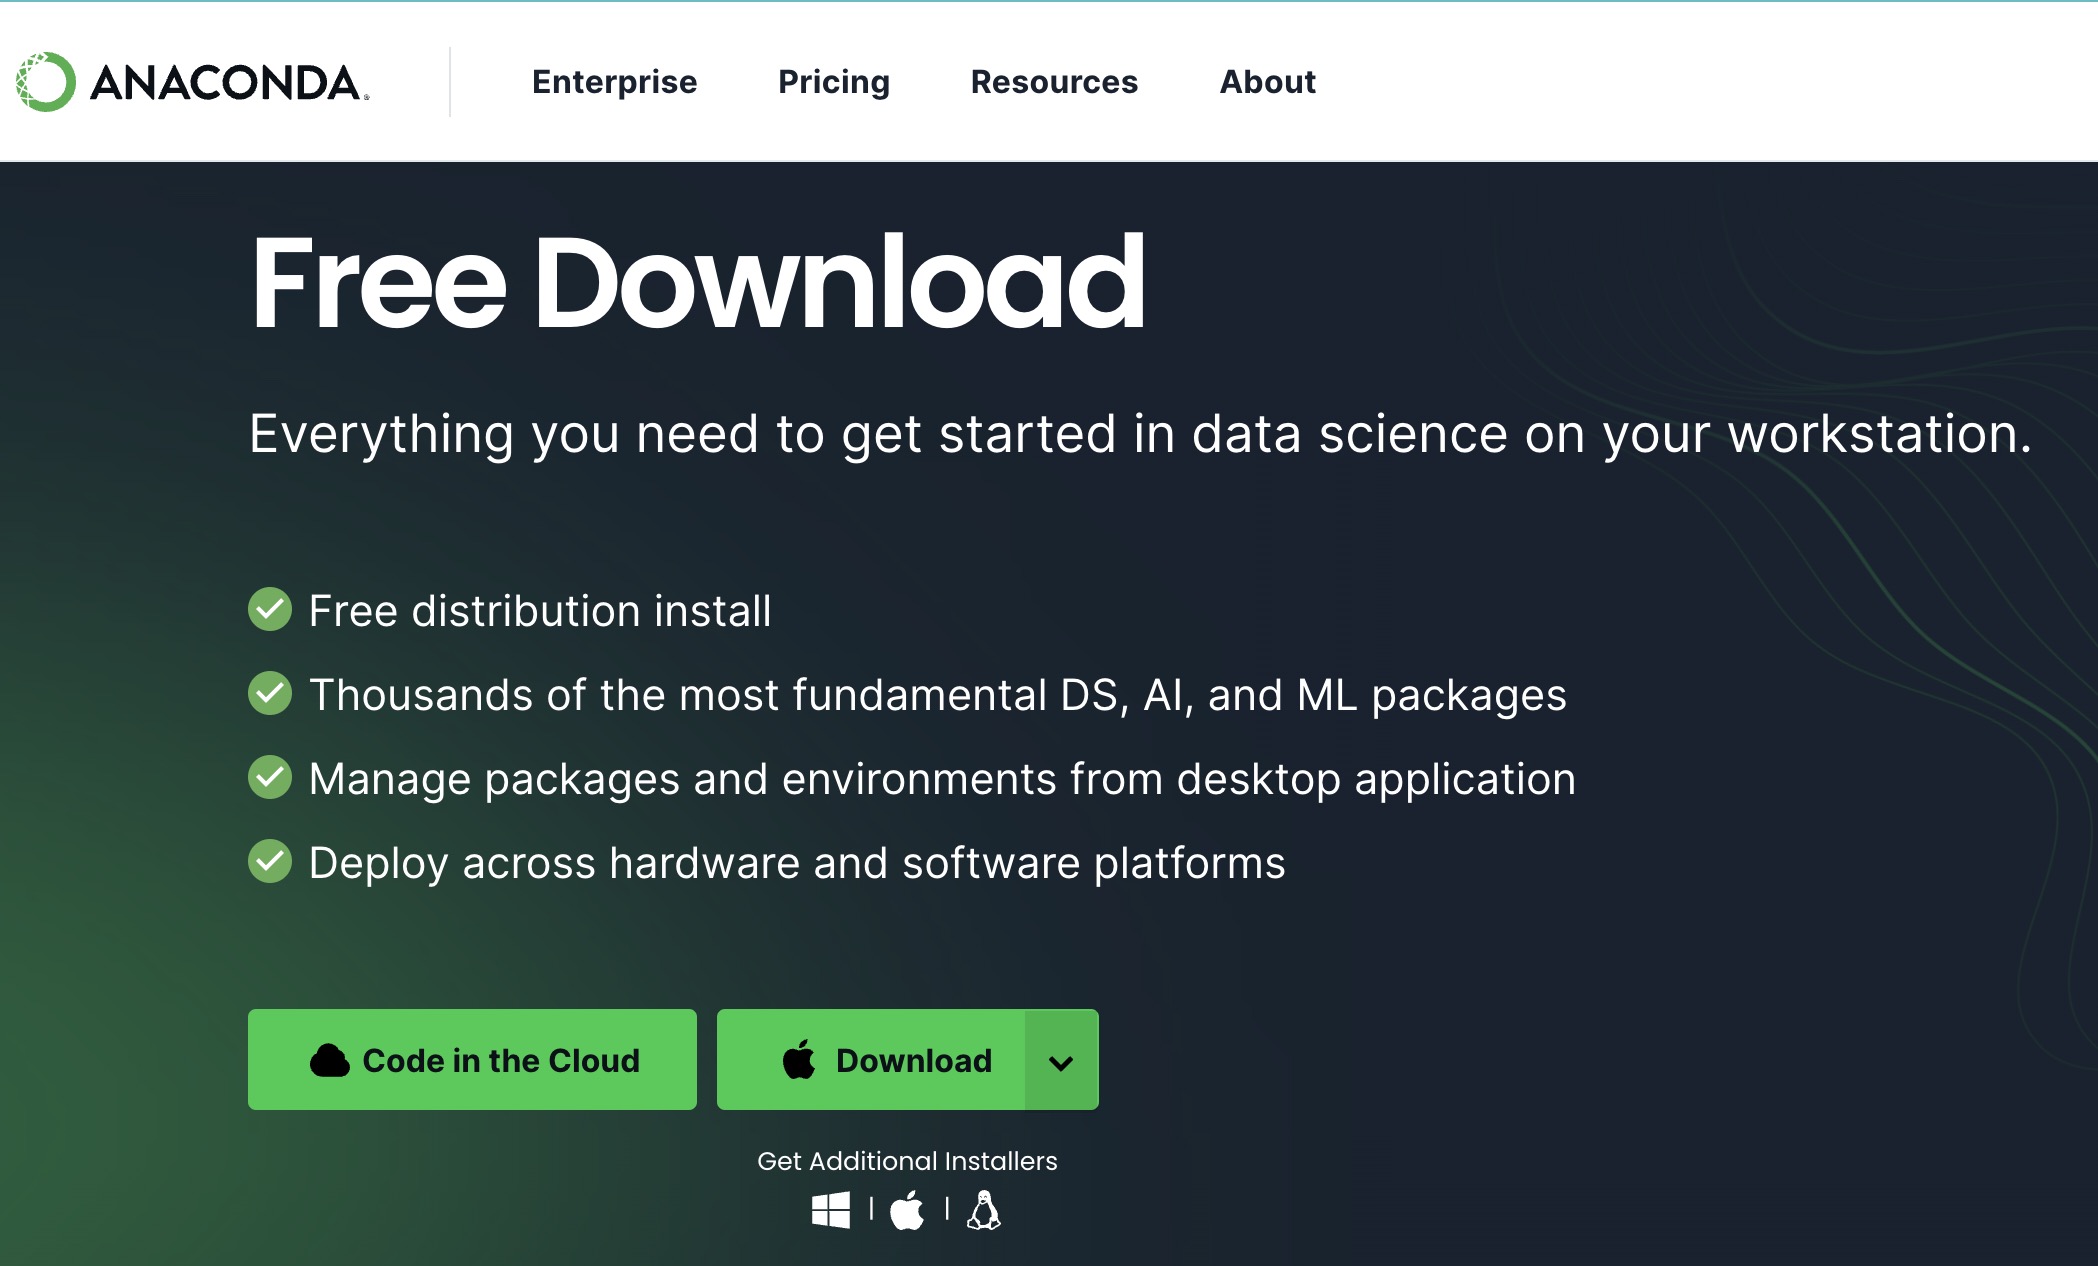 ANACONDA®
Enterprise
Pricing
Resources
About
Free Download
Everything you need to get started in data science on your workstation.
Free distribution install
Thousands of the most fundamental DS, AI, and ML packages
Manage packages and environments from desktop application
Deploy across hardware and software platforms
Code in the Cloud
Download
Get Additional Installers